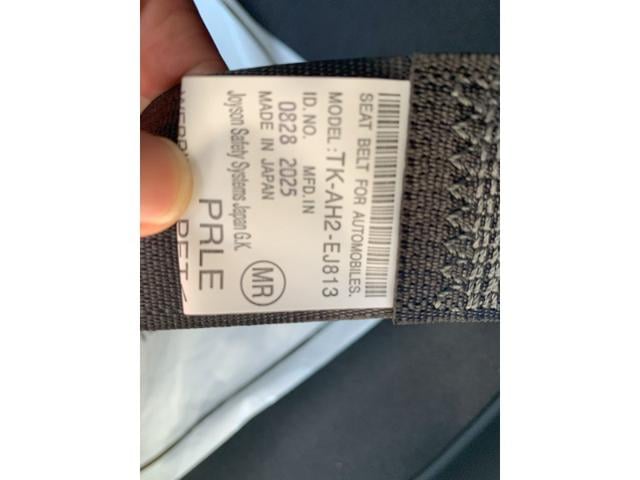 SEAT BELT FOR AUTOMOBILES.
MODEL: TK-AH2-EJ813
ID.NO. MFD.IN
0828 2025
MADE IN JAPAN
Joyson Safety Systems Japan G.K.
MR
PRLE